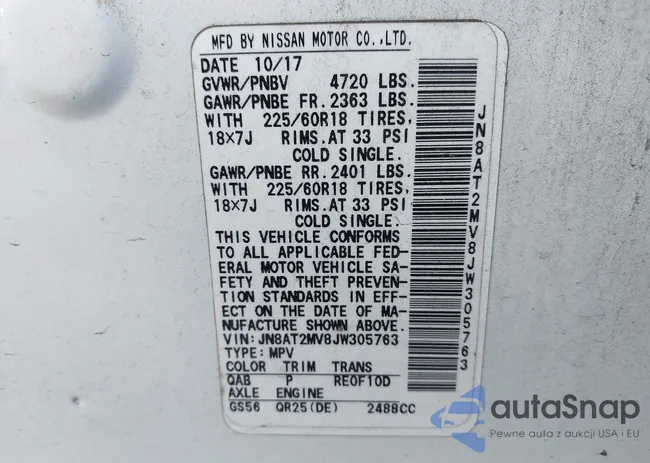 MFD BY NISSAN MOTOR CO.,LTD.
DATE 10/17
GVWR/PNBV 4720 LBS.
GAWR/PNBE FR. 2363 LBS.
WITH 225/60R18 TIRES,
18X7J RIMS.AT 33 PSI
COLD SINGLE.
GAWR/PNBE RR. 2401 LBS.
WITH 225/60R18 TIRES,
18X7J RIMS.AT 33 PSI
COLD SINGLE.
THIS VEHICLE CONFORMS
TO ALL APPLICABLE FED-
ERAL MOTOR VEHICLE SA-
FETY AND THEFT PREVEN-
TION STANDARDS IN EFF-
ECT ON THE DATE OF MA-
NUFACTURE SHOWN ABOVE.
VIN: JN8AT2MV8JW305763
TYPE: MPV
COLOR TRIM TRANS
QAB P RE0F10D
AXLE ENGINE
GS56 QR25(DE) 2488CC
JN8AT2MV8JW305763
autaSnap
Pewne auta z aukcji USA i EU